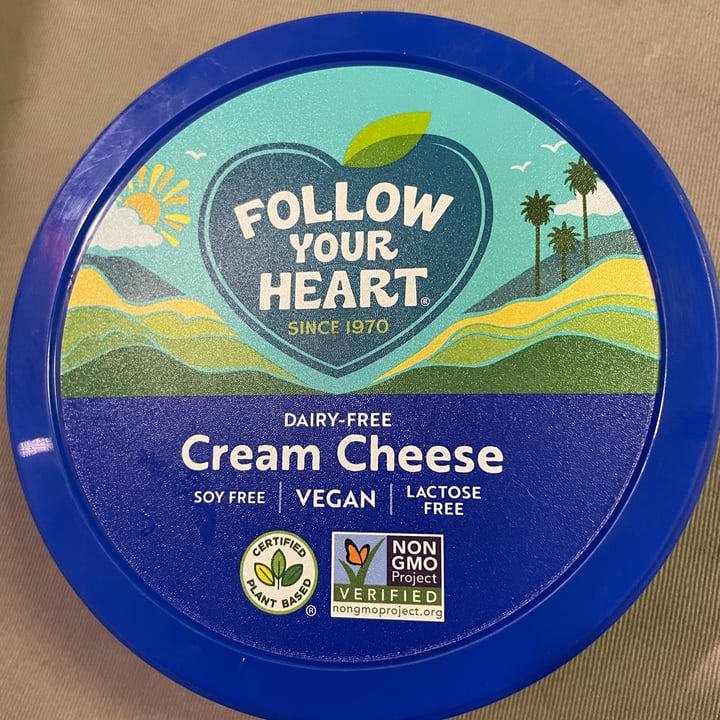 FOLLOW
YOUR
HEART®
SINCE 1970
DAIRY-FREE
Cream Cheese
SOY FREE
VEGAN
LACTOSE
FREE
CERTIFIED
PLANT BASED
®
NON
GMO
Project
VERIFIED
nongmoproject.org